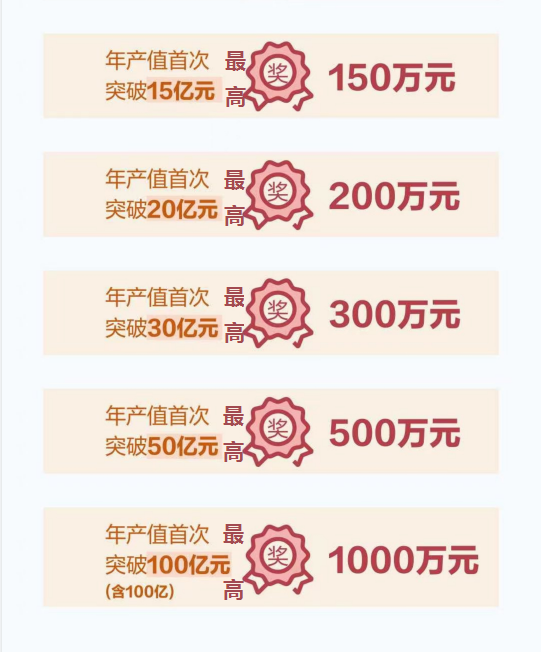 年产值首次
突破15亿元
最高
奖
150万元
年产值首次
突破20亿元
最高
奖
200万元
年产值首次
突破30亿元
最高
奖
300万元
年产值首次
突破50亿元
最高
奖
500万元
年产值首次
突破100亿元
(含100亿)
最高
奖
1000万元